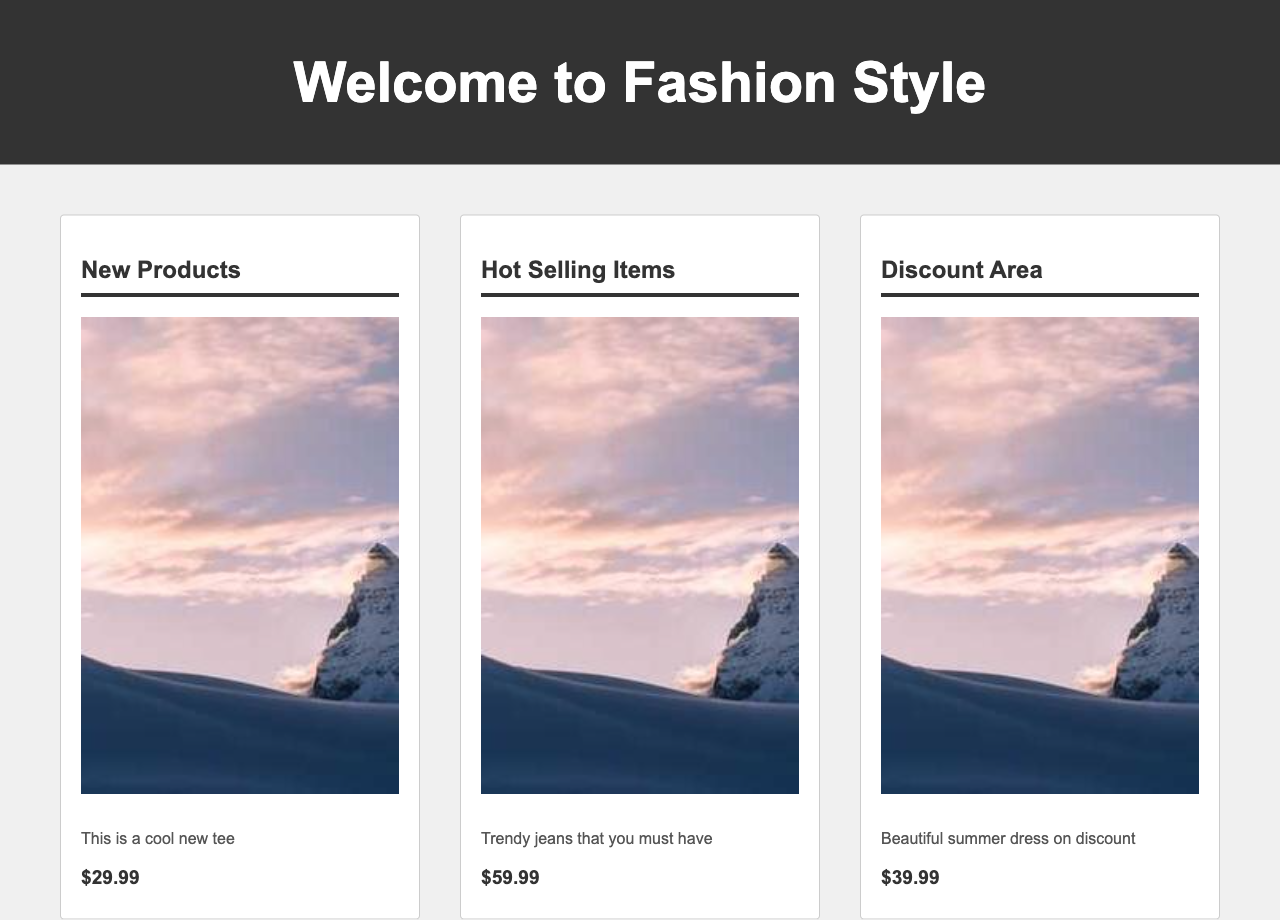 Welcome to Fashion Style
New Products
This is a cool new tee
$29.99
Hot Selling Items
Trendy jeans that you must have
$59.99
Discount Area
Beautiful summer dress on discount
$39.99